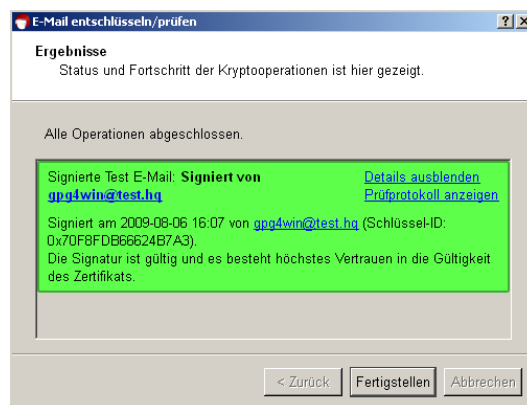 E-Mail entschlüsseln/prüfen
Ergebnisse
Status und Fortschritt der Kryptooperationen ist hier gezeigt.
Alle Operationen abgeschlossen.
Signierte Test E-Mail: Signiert von Details ausblenden
gpg4win@test.hq Prüfprotokoll anzeigen
Signiert am 2009-08-06 16:07 von gpg4win@test.hq (Schlüssel-ID:
0x70F8FDB66624B7A3).
Die Signatur ist gültig und es besteht höchstes Vertrauen in die Gültigkeit
des Zertifikats.
< Zurück Fertigstellen Abbrechen